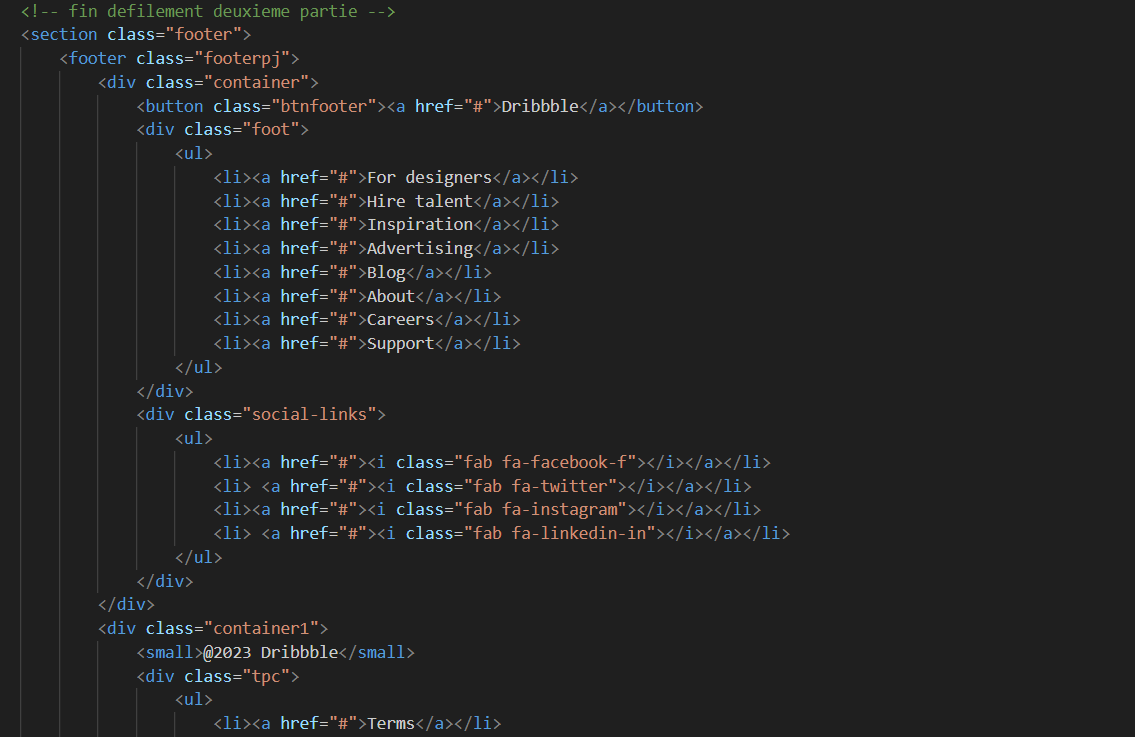 <!-- fin defilement deuxieme partie -->
<section class="footer">
<footer class="footerpj">
<div class="container">
<button class="btnfooter"><a href="#">Dribbble</a></button>
<div class="foot">
<ul>
<li><a href="#">For designers</a></li>
<li><a href="#">Hire talent</a></li>
<li><a href="#">Inspiration</a></li>
<li><a href="#">Advertising</a></li>
<li><a href="#">Blog</a></li>
<li><a href="#">About</a></li>
<li><a href="#">Careers</a></li>
<li><a href="#">Support</a></li>
</ul>
</div>
<div class="social-links">
<ul>
<li><a href="#"><i class="fab fa-facebook-f"></i></a></li>
<li> <a href="#"><i class="fab fa-twitter"></i></a></li>
<li><a href="#"><i class="fab fa-instagram"></i></a></li>
<li> <a href="#"><i class="fab fa-linkedin-in"></i></a></li>
</ul>
</div>
</div>
<div class="container1">
<small>@2023 Dribbble</small>
<div class="tpc">
<ul>
<li><a href="#">Terms</a></li>